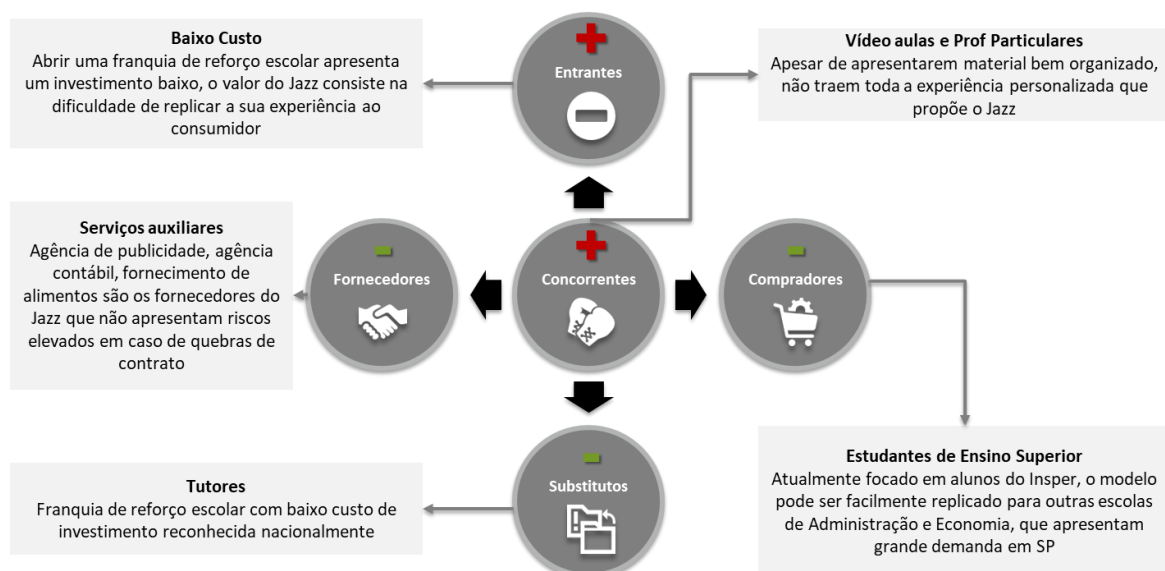 Baixo Custo
Abrir uma franquia de reforço escolar apresenta
um investimento baixo, o valor do Jazz consiste na
dificuldade de replicar a sua experiência ao
consumidor
Entrantes
Vídeo aulas e Prof Particulares
Apesar de apresentarem material bem organizado,
não traem toda a experiência personalizada que
propõe o Jazz
Serviços auxiliares
Agência de publicidade, agência
contábil, fornecimento de
alimentos são os fornecedores do
Jazz que não apresentam riscos
elevados em caso de quebras de
contrato
Fornecedores
Concorrentes
Compradores
Tutores
Franquia de reforço escolar com baixo custo de
investimento reconhecida nacionalmente
Substitutos
Estudantes de Ensino Superior
Atualmente focado em alunos do Insper, o modelo
pode ser facilmente replicado para outras escolas
de Administração e Economia, que apresentam
grande demanda em SP